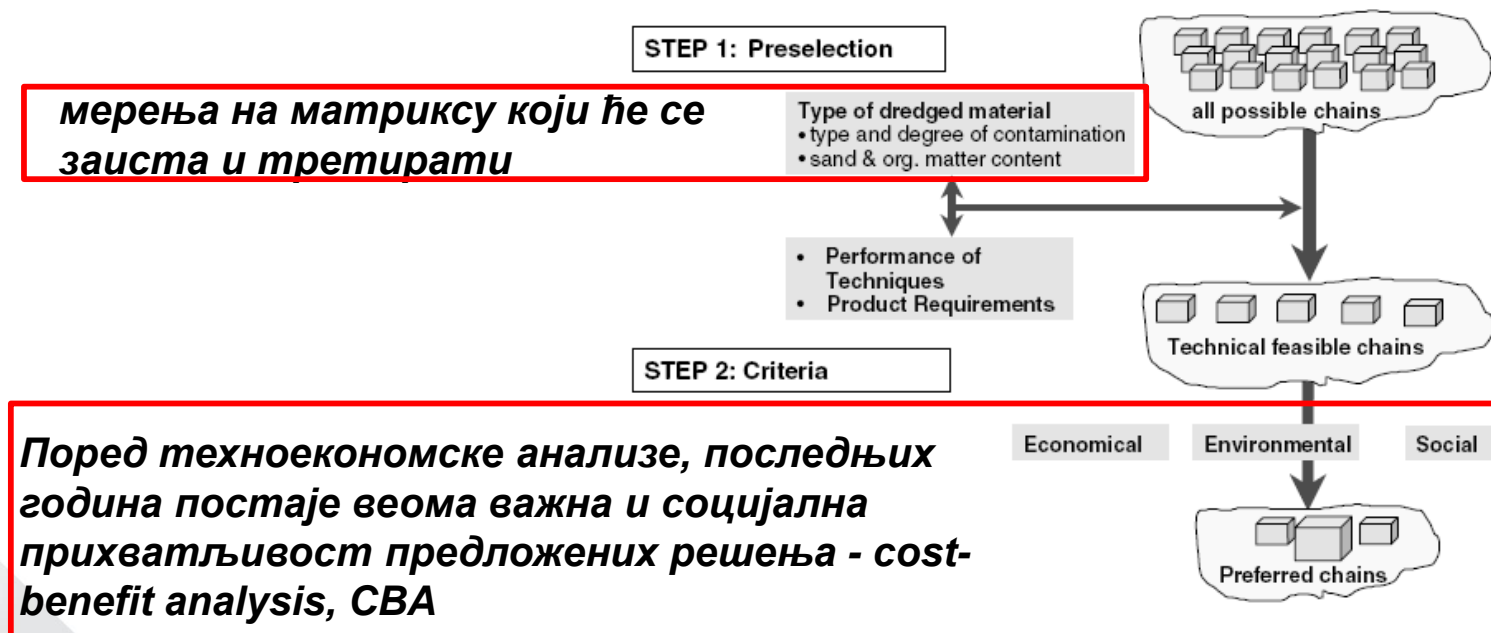 STEP 1: Preselection
all possible chains
мерења на матриксу који ће се
заиста и третирати
Type of dredged material
• type and degree of contamination
• sand & org. matter content
• Performance of
Techniques
• Product Requirements
Technical feasible chains
STEP 2: Criteria
Economical
Environmental
Social
Поред техноекономске анализе, последњих
година постаје веома важна и социјална
прихватљивост предложених решења - cost-
benefit analysis, CBA
Preferred chains